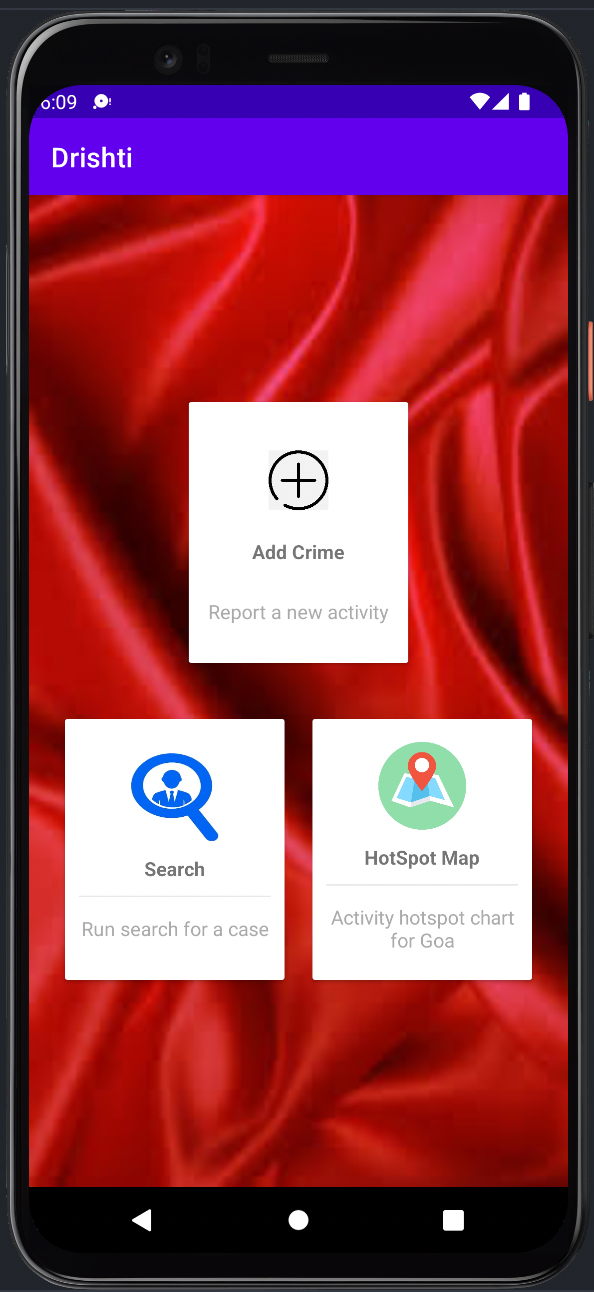 6:09
Drishti
Add Crime
Report a new activity
Search
Run search for a case
HotSpot Map
Activity hotspot chart
for Goa